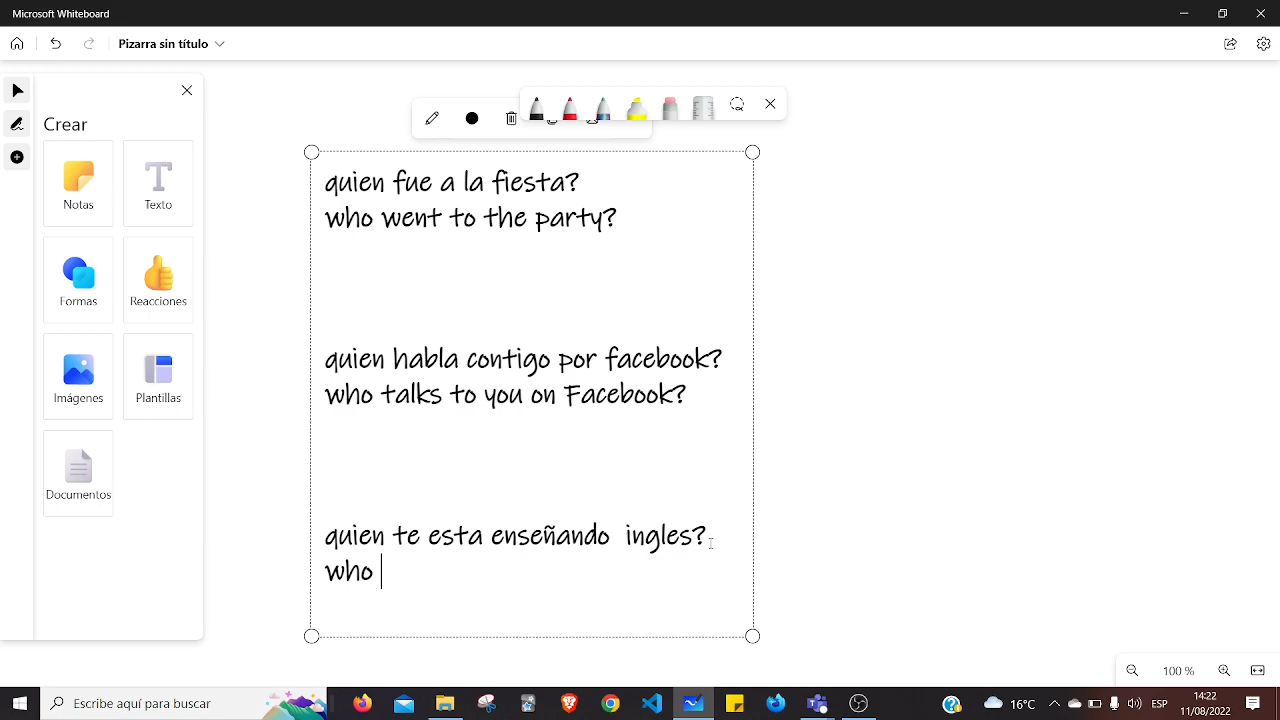 Microsoft Whiteboard
Pizarra sin título
Crear
Notas
Texto
Formas
Reacciones
Imágenes
Plantillas
Documentos
quien fue a la fiesta?
who went to the party?
quien habla contigo por facebook?
who talks to you on Facebook?
quien te esta enseñando  ingles?
who
100 %
Escribe aquí para buscar
16°C
ESP
14:22
11/08/2022